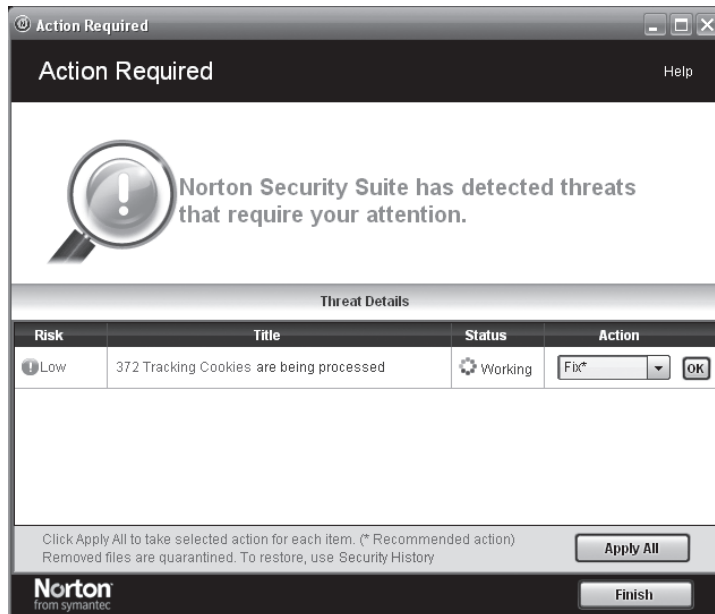 Action Required
Action Required
Help
Norton Security Suite has detected threats
that require your attention.
Threat Details
Risk Title Status Action
Low 372 Tracking Cookies are being processed Working Fix* OK
Click Apply All to take selected action for each item. (* Recommended action)
Removed files are quarantined. To restore, use Security History
Apply All
Norton
from symantec
Finish